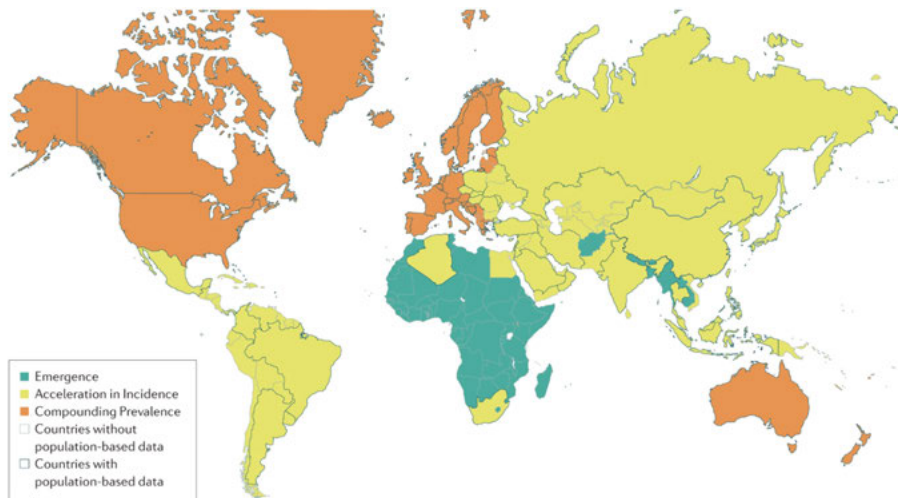 Emergence
Acceleration in Incidence
Compounding Prevalence
Countries without
population-based data
Countries with
population-based data